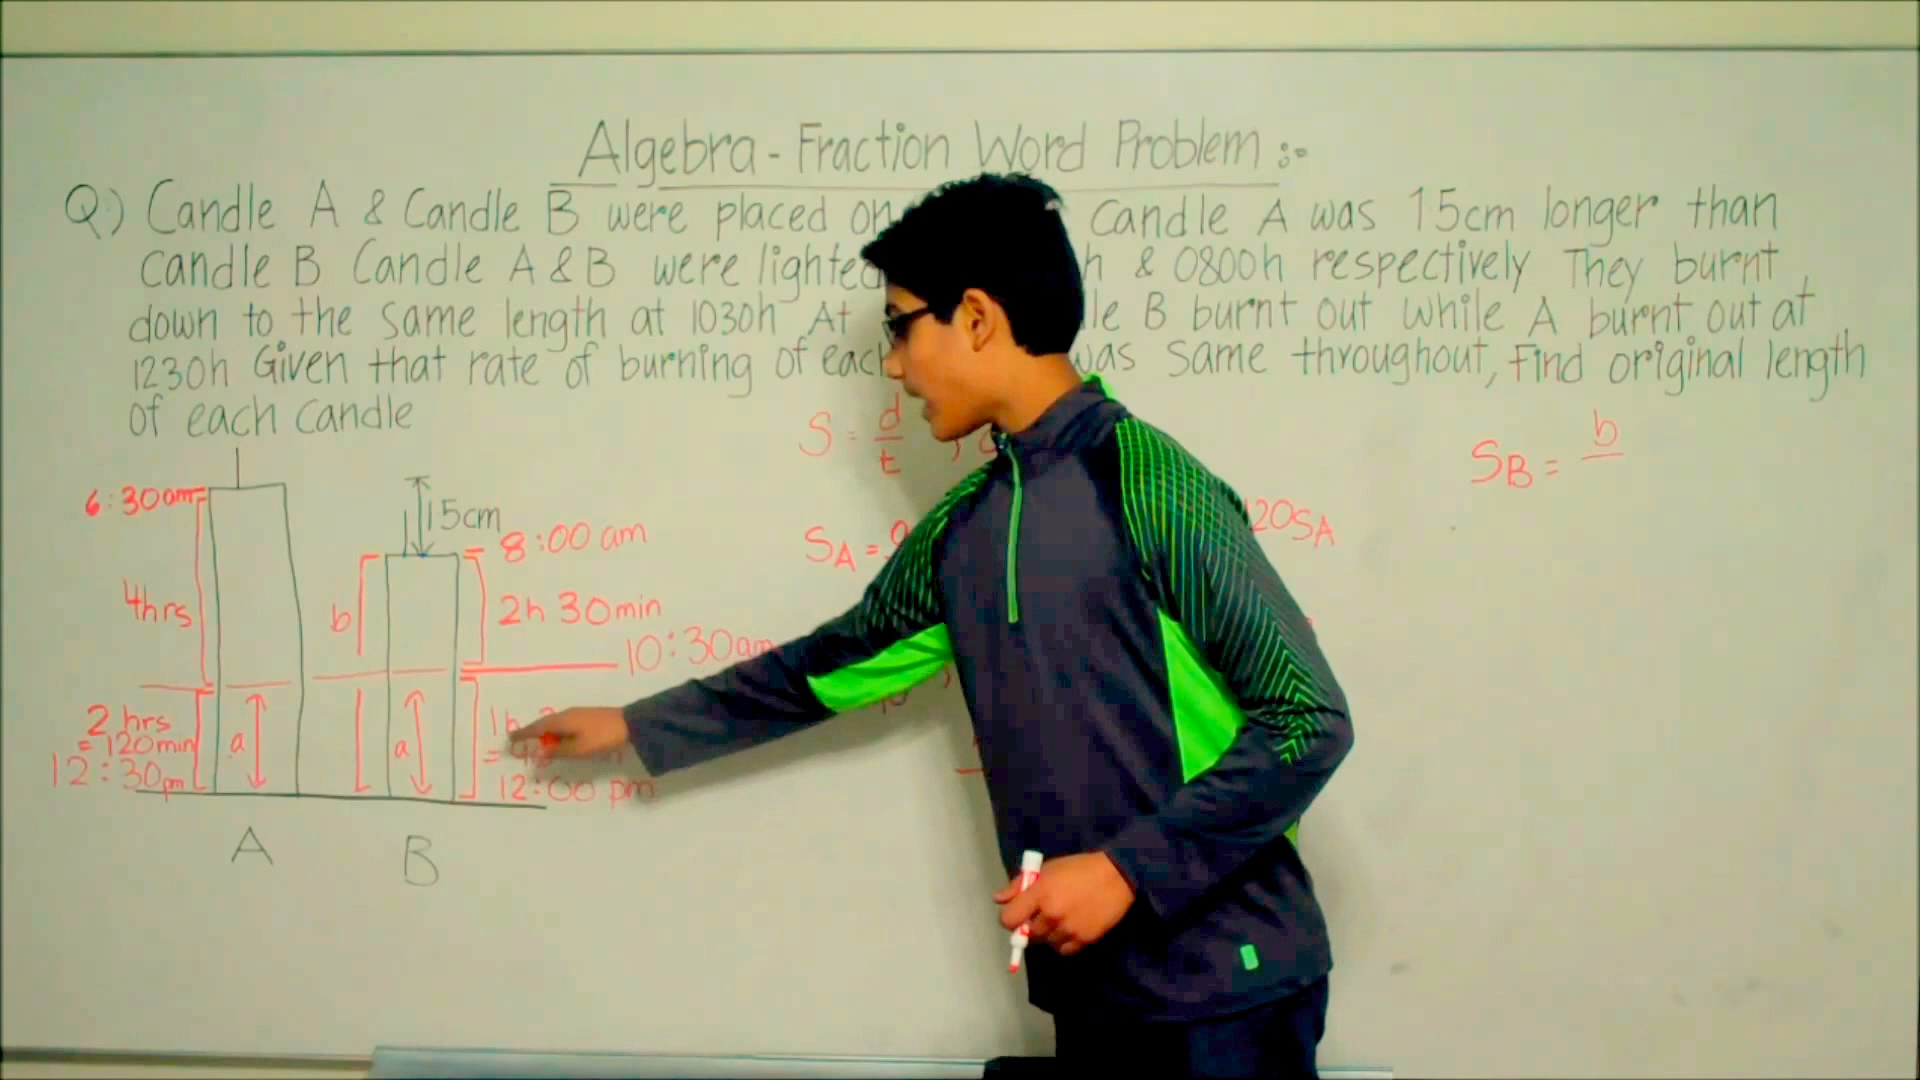 Algebra - Fraction Word Problem :-
Q) Candle A & Candle B were placed on Candle A was 15cm longer than
candle B Candle A & B were lighted h & 0800h respectively They burnt
down to the same length at 1030h At B burnt out while A burnt out at
1230h Given that rate of burning of each was same throughout, Find original length
of each candle
S = d/t ,
SB = b
6:30am
15cm
8:00 am
SA =
120SA
4hrs
b
2h 30min
10:30am
2 hrs
= 120min
12:30pm
a
a
1h
=
12:00 pm
A
B